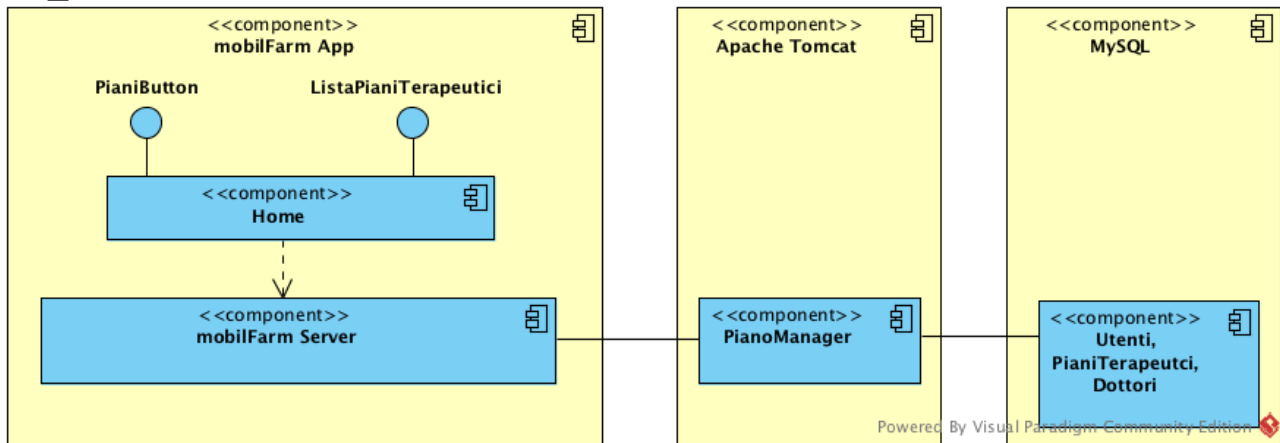 <<component>>
mobilFarm App
PianiButton
ListaPianiTerapeutici
<<component>>
Home
<<component>>
mobilFarm Server
<<component>>
Apache Tomcat
<<component>>
PianoManager
<<component>>
MySQL
<<component>>
Utenti,
PianiTerapeutci,
Dottori
Powered By Visual Paradigm Community Edition